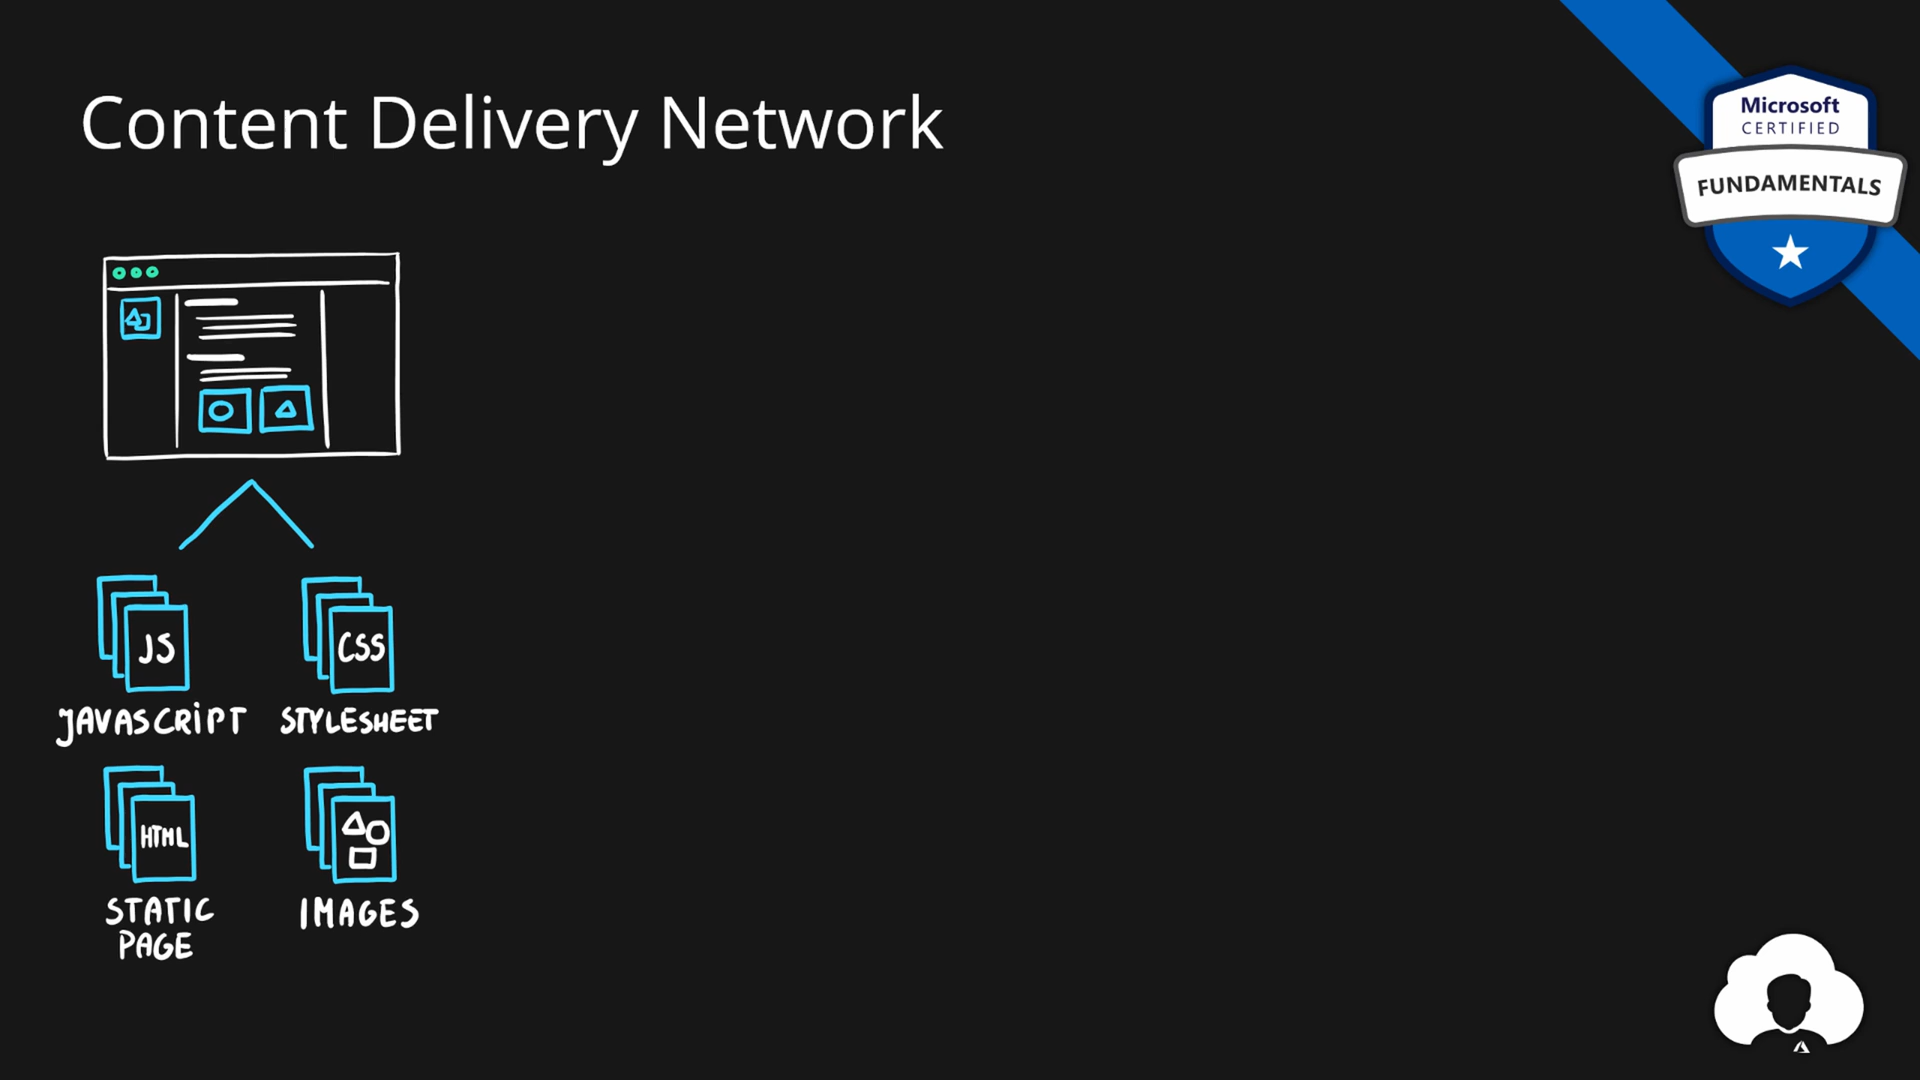 Content Delivery Network
Microsoft
CERTIFIED
FUNDAMENTALS
JS
CSS
JAVASCRiPT
STYLESHEET
HTML
STATIC
PAGE
IMAGES